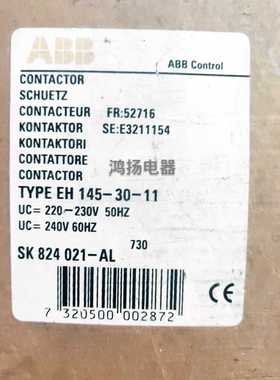 ABB
ABB Control
CONTACTOR
SCHUETZ
CONTACTEUR FR:52716
KONTAKTOR SE:E3211154
KONTAKTORI
CONTATTORE
CONTACTOR
鸿扬电器
TYPE EH 145-30-11
UC= 220-230V 50HZ
UC= 240V 60HZ
730
SK 824 021-AL
CE
7 320500 002872